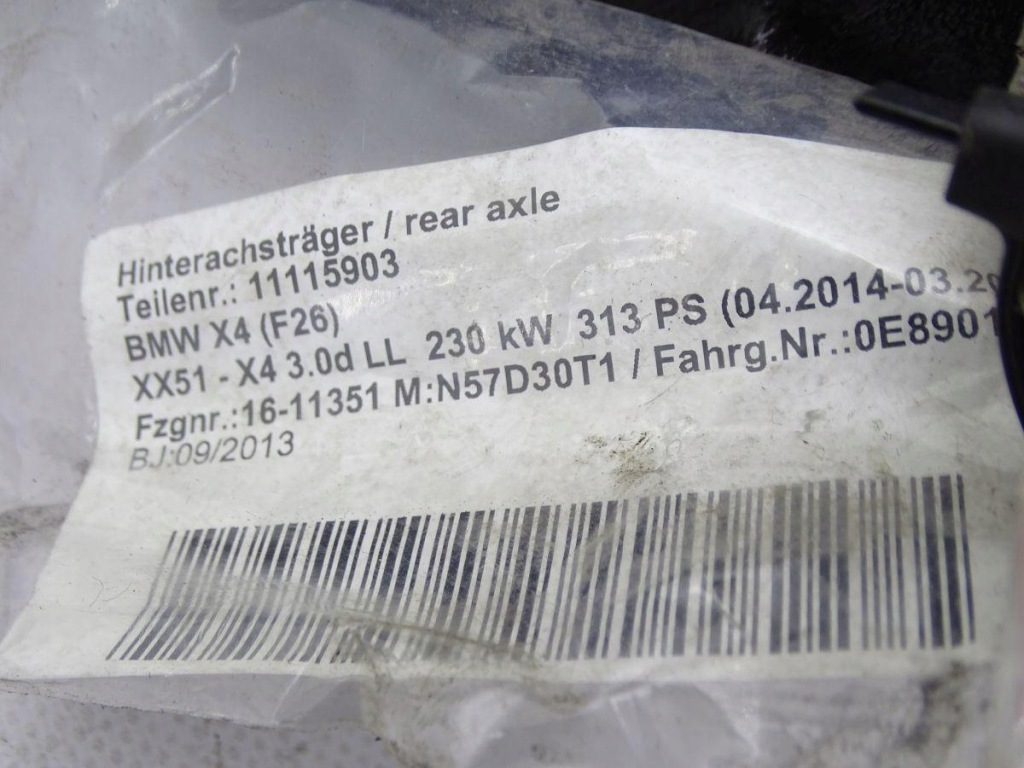 Hinterachsträger / rear axle
Teilenr.: 11115903
BMW X4 (F26)
XX51 - X4 3.0d LL 230 kW 313 PS (04.2014-03.20
Fzgnr.:16-11351 M:N57D30T1 / Fahrg.Nr.:0E8901
BJ:09/2013